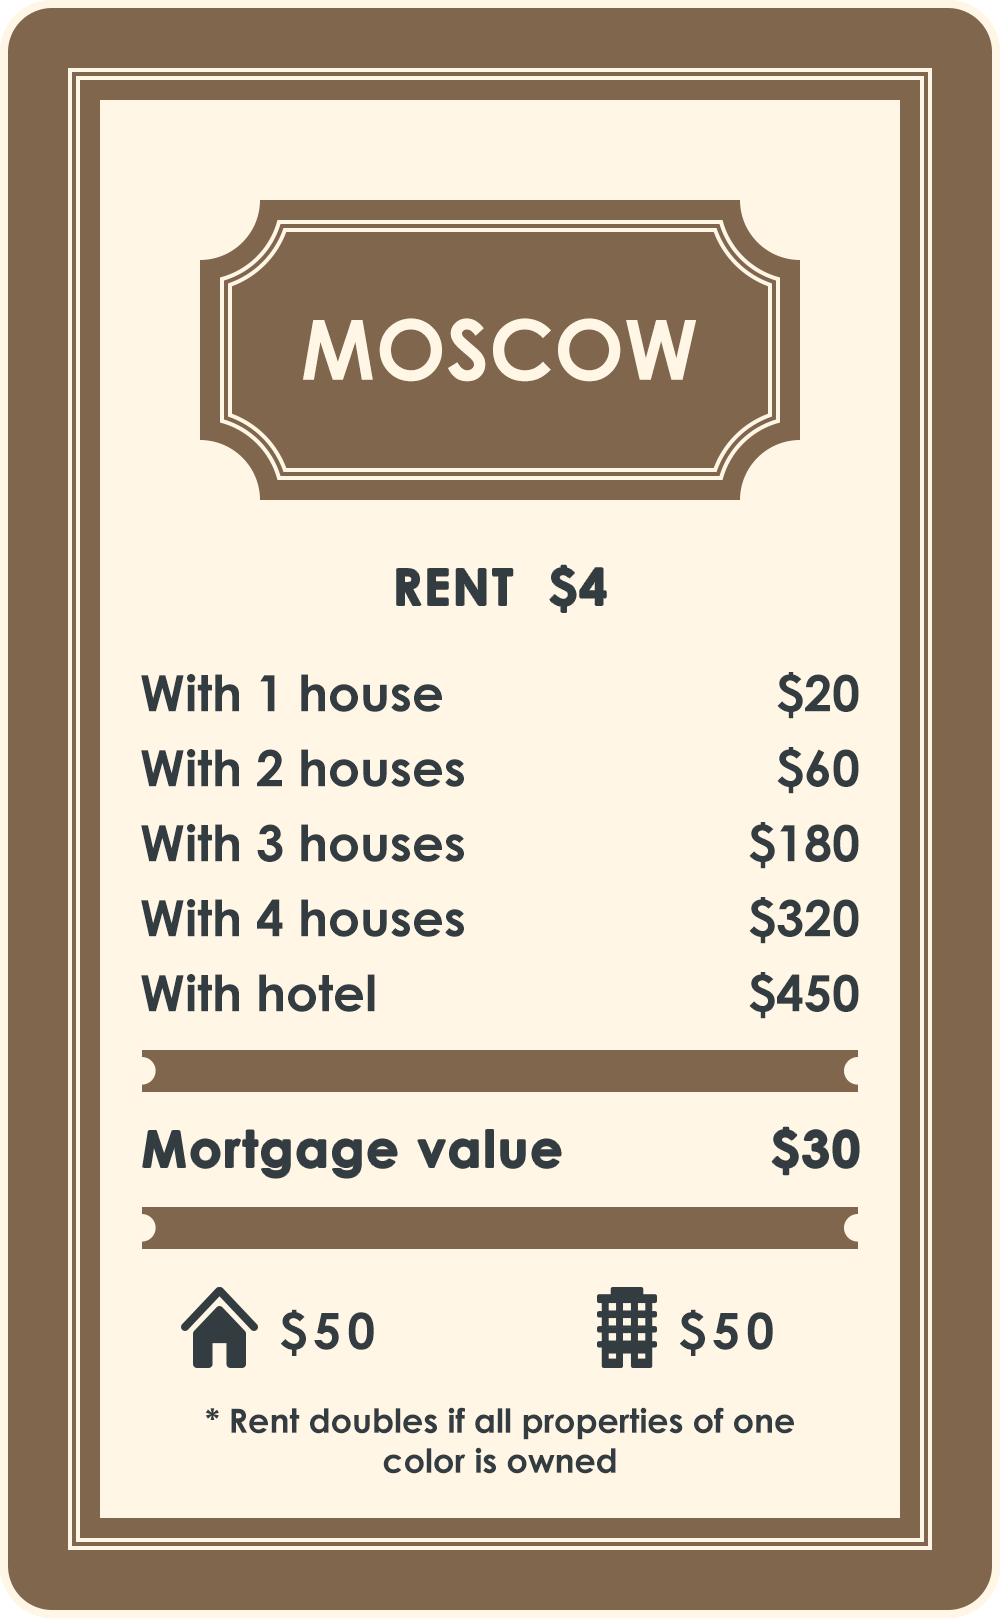 MOSCOW
RENT $4
With 1 house $20
With 2 houses $60
With 3 houses $180
With 4 houses $320
With hotel $450
Mortgage value $30
$50 $50
* Rent doubles if all properties of one
color is owned